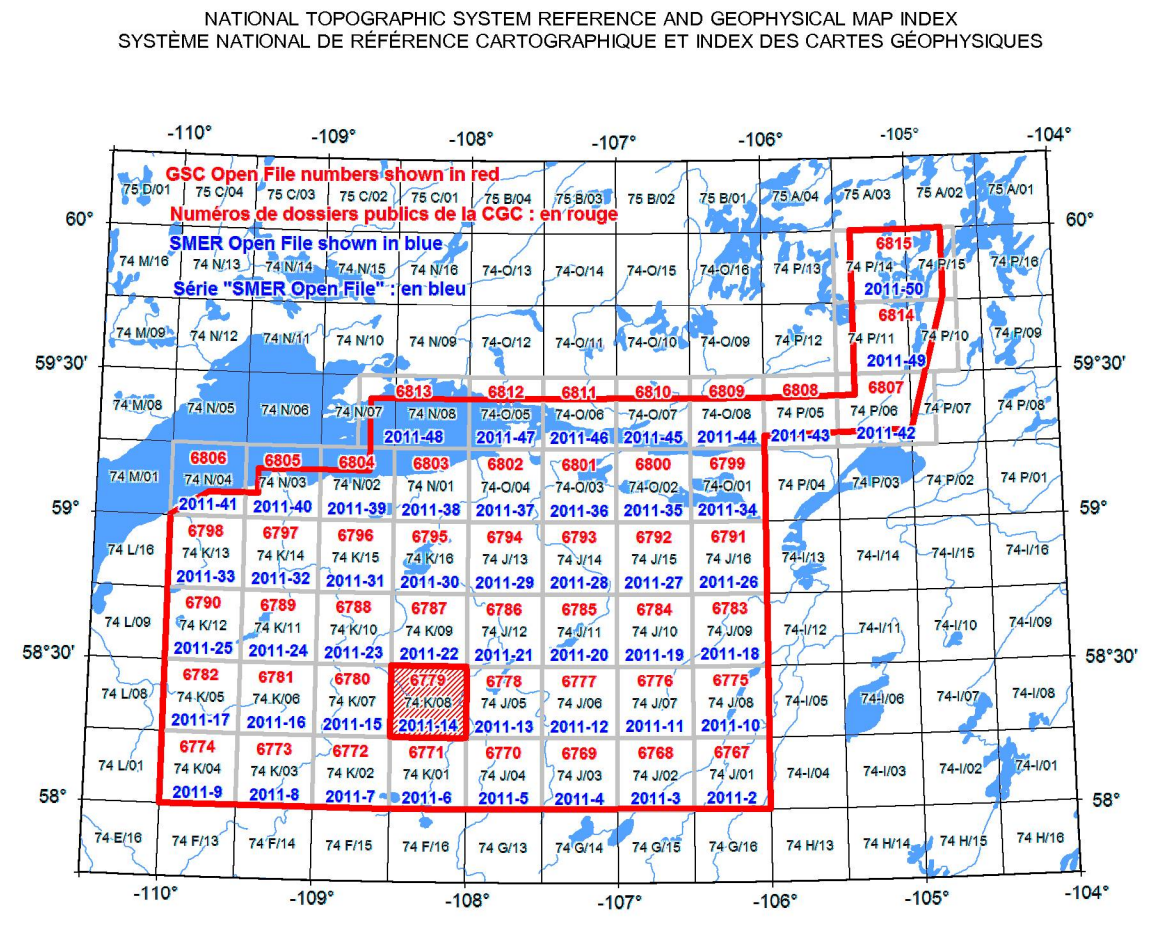 NATIONAL TOPOGRAPHIC SYSTEM REFERENCE AND GEOPHYSICAL MAP INDEX
SYSTÈME NATIONAL DE RÉFÉRENCE CARTOGRAPHIQUE ET INDEX DES CARTES GÉOPHYSIQUES
-110° -109° -108° -107° -106° -105° -104°
GSC Open File numbers shown in red
75 D/01 75 C/04 75 C/03 75 C/02 75 C/01 75 B/04 75 B/03 75 B/02 75 B/01 75 A/04 75 A/03 75 A/02 75 A/01
Numéros de dossiers publics de la CGC : en rouge
60° 60°
SMER Open File shown in blue
6815
74 M/16 74 N/13 74 N/14 74 N/15 74 N/16 74-O/13 74-O/14 74-O/15 74-O/16 74 P/13 74 P/14 74 P/15 74 P/16
Série "SMER Open File" : en bleu
2011-50
6814
74 M/09 74 N/12 74 N/11 74 N/10 74 N/09 74-O/12 74-O/11 74-O/10 74-O/09 74 P/12 74 P/11 74 P/10 74 P/09
2011-49
59°30' 59°30'
6813 6812 6811 6810 6809 6808 6807
74 M/08 74 N/05 74 N/06 74 N/07 74 N/08 74-O/05 74-O/06 74-O/07 74-O/08 74 P/05 74 P/06 74 P/07 74 P/08
2011-48 2011-47 2011-46 2011-45 2011-44 2011-43 2011-42
6806 6805 6804 6803 6802 6801 6800 6799
74 M/01 74 N/04 74 N/03 74 N/02 74 N/01 74-O/04 74-O/03 74-O/02 74-O/01 74 P/04 74 P/03 74 P/02 74 P/01
2011-41 2011-40 2011-39 2011-38 2011-37 2011-36 2011-35 2011-34
59° 59°
6798 6797 6796 6795 6794 6793 6792 6791
74 L/16 74 K/13 74 K/14 74 K/15 74 K/16 74 J/13 74 J/14 74 J/15 74 J/16 74-I/13 74-I/14 74-I/15 74-I/16
2011-33 2011-32 2011-31 2011-30 2011-29 2011-28 2011-27 2011-26
6790 6789 6788 6787 6786 6785 6784 6783
74 L/09 74 K/12 74 K/11 74 K/10 74 K/09 74 J/12 74 J/11 74 J/10 74 J/09 74-I/12 74-I/11 74-I/10 74-I/09
2011-25 2011-24 2011-23 2011-22 2011-21 2011-20 2011-19 2011-18
58°30' 58°30'
6782 6781 6780 6779 6778 6777 6776 6775
74 L/08 74 K/05 74 K/06 74 K/07 74 K/08 74 J/05 74 J/06 74 J/07 74 J/08 74-I/05 74-I/06 74-I/07 74-I/08
2011-17 2011-16 2011-15 2011-14 2011-13 2011-12 2011-11 2011-10
6774 6773 6772 6771 6770 6769 6768 6767
74 L/01 74 K/04 74 K/03 74 K/02 74 K/01 74 J/04 74 J/03 74 J/02 74 J/01 74-I/04 74-I/03 74-I/02 74-I/01
2011-9 2011-8 2011-7 2011-6 2011-5 2011-4 2011-3 2011-2
58° 58°
74 E/16 74 F/13 74 F/14 74 F/15 74 F/16 74 G/13 74 G/14 74 G/15 74 G/16 74 H/13 74 H/14 74 H/15 74 H/16
-110° -109° -108° -107° -106° -105° -104°